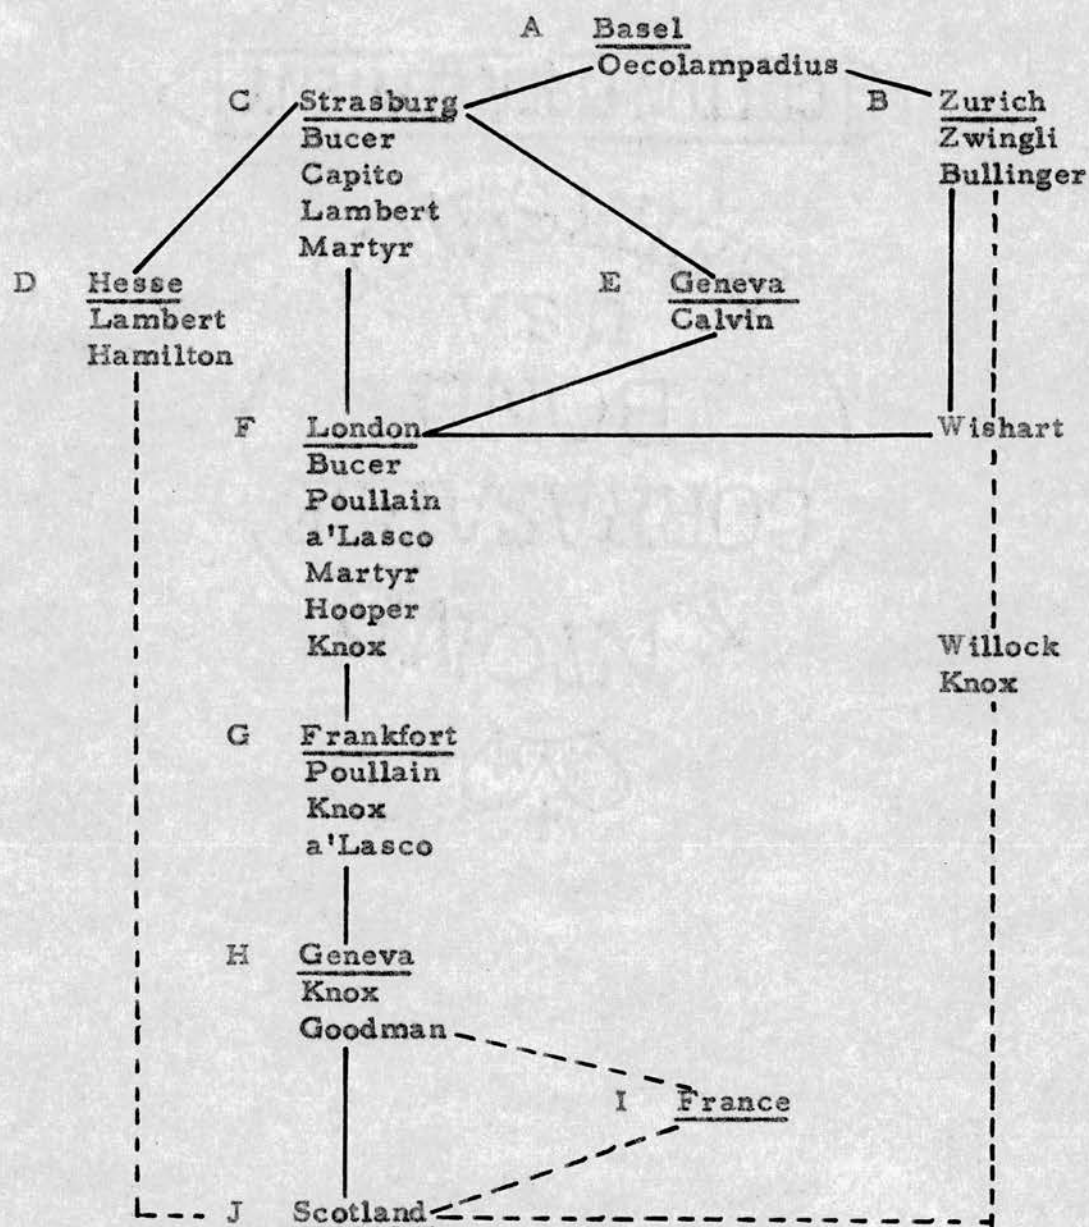 A Basel
Oecolampadius
C Strasburg
Bucer
Capito
Lambert
Martyr
B Zurich
Zwingli
Bullinger
D Hesse
Lambert
Hamilton
E Geneva
Calvin
F London
Bucer
Poullain
a'Lasco
Martyr
Hooper
Knox
Wishart
Willock
Knox
G Frankfort
Poullain
Knox
a'Lasco
H Geneva
Knox
Goodman
I France
J Scotland